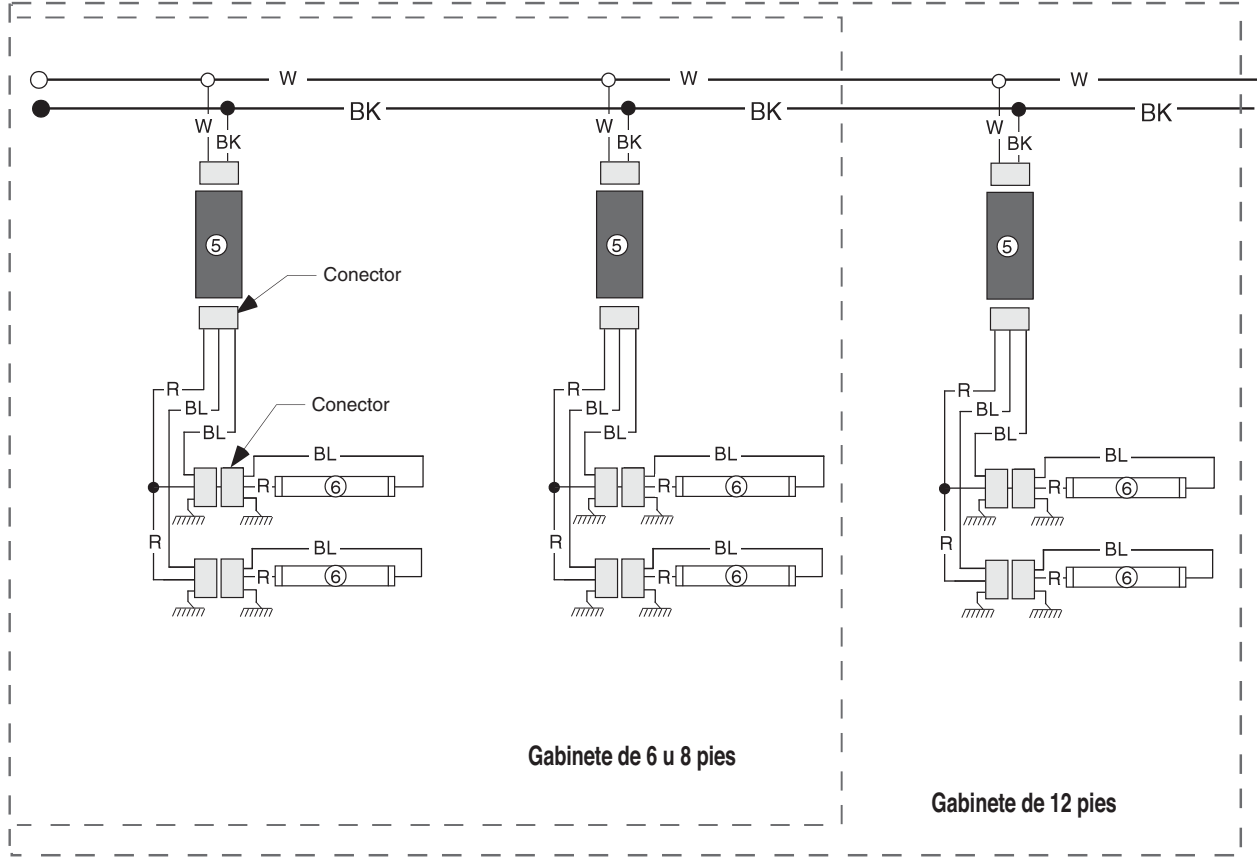 W W W
BK BK BK
W W W
BK BK BK
5 5 5
Conector
R R R
Conector
BL BL BL
BL BL BL
BL BL BL
R 6 R 6 R 6
R R R
BL BL BL
R 6 R 6 R 6
Gabinete de 6 u 8 pies
Gabinete de 12 pies